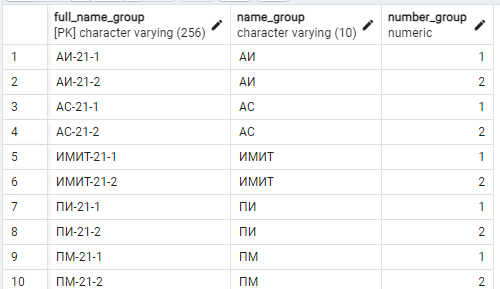 full_name_group name_group number_group
[PK] character varying (256) character varying (10) numeric
1 АИ-21-1 АИ 1
2 АИ-21-2 АИ 2
3 АС-21-1 АС 1
4 АС-21-2 АС 2
5 ИМИТ-21-1 ИМИТ 1
6 ИМИТ-21-2 ИМИТ 2
7 ПИ-21-1 ПИ 1
8 ПИ-21-2 ПИ 2
9 ПМ-21-1 ПМ 1
10 ПМ-21-2 ПМ 2